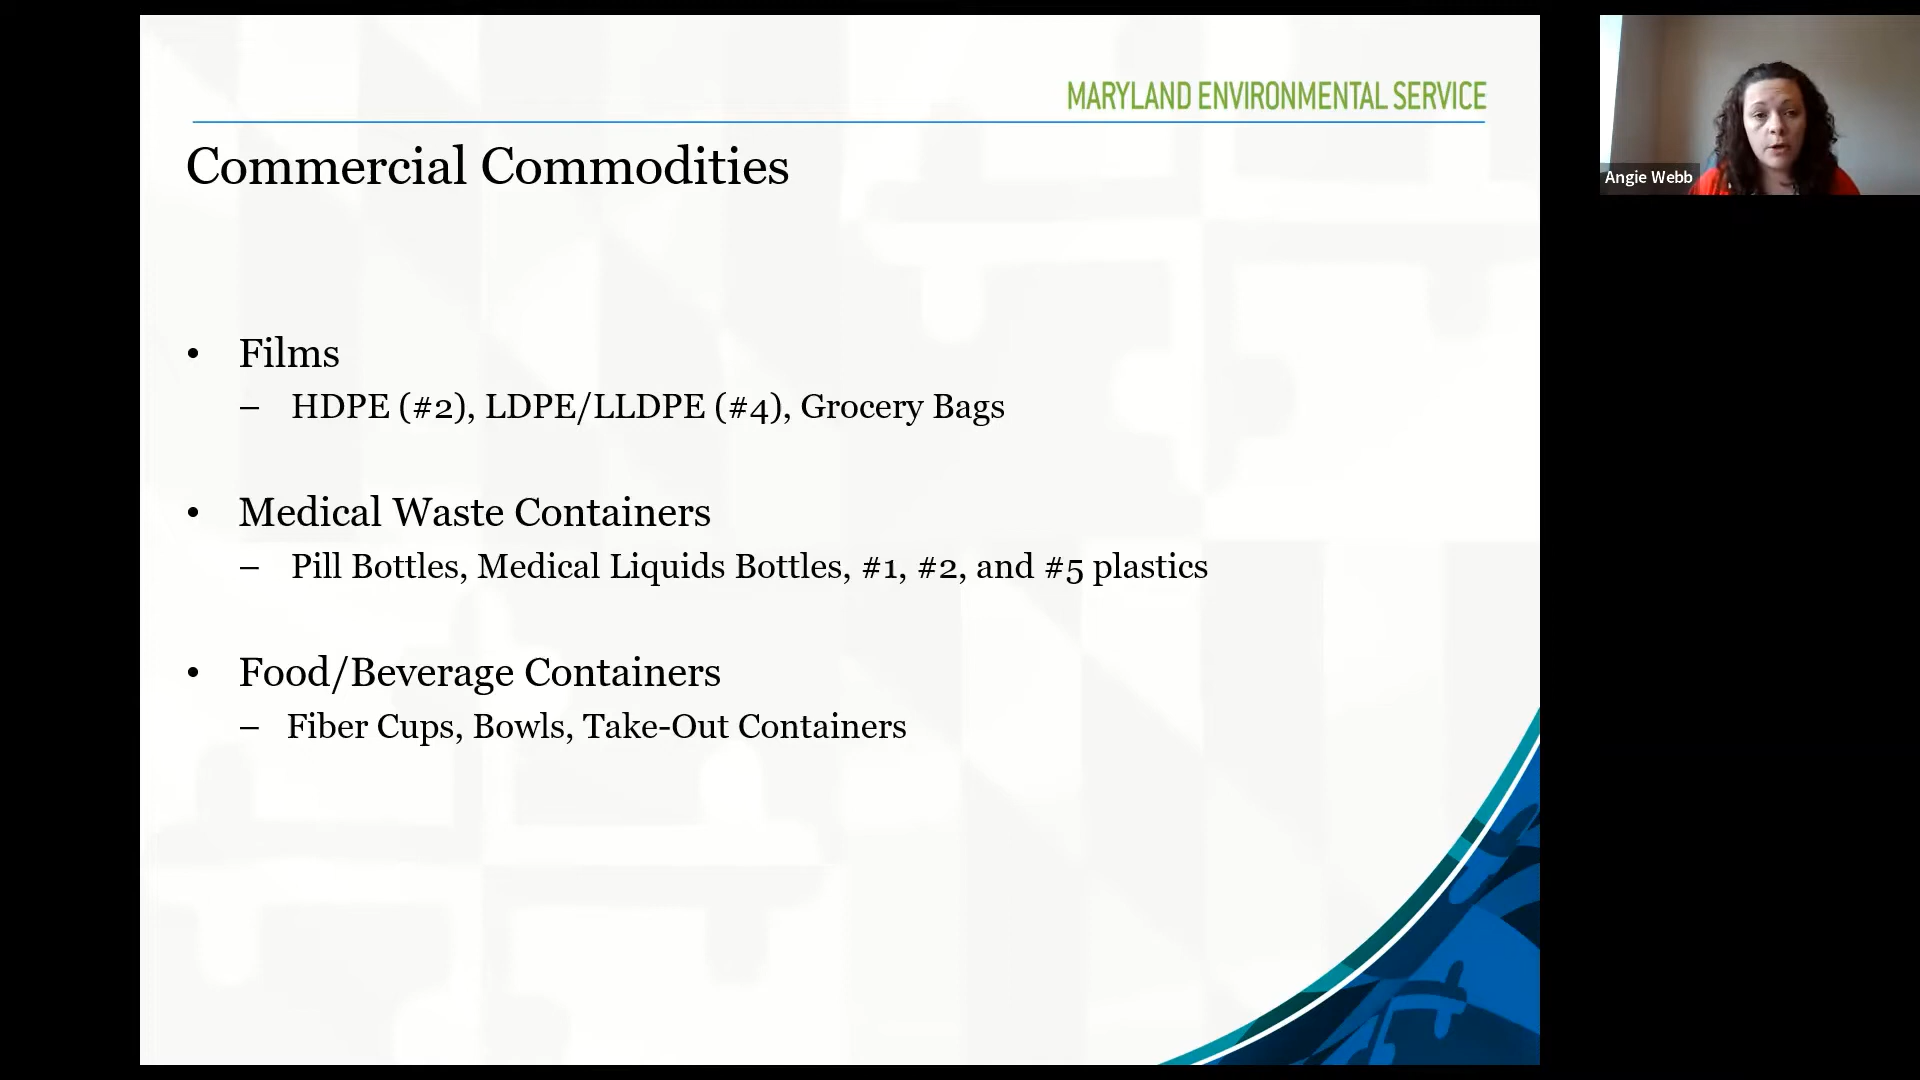 MARYLAND ENVIRONMENTAL SERVICE
Commercial Commodities
• Films
– HDPE (#2), LDPE/LLDPE (#4), Grocery Bags
• Medical Waste Containers
– Pill Bottles, Medical Liquids Bottles, #1, #2, and #5 plastics
• Food/Beverage Containers
– Fiber Cups, Bowls, Take-Out Containers
Angie Webb